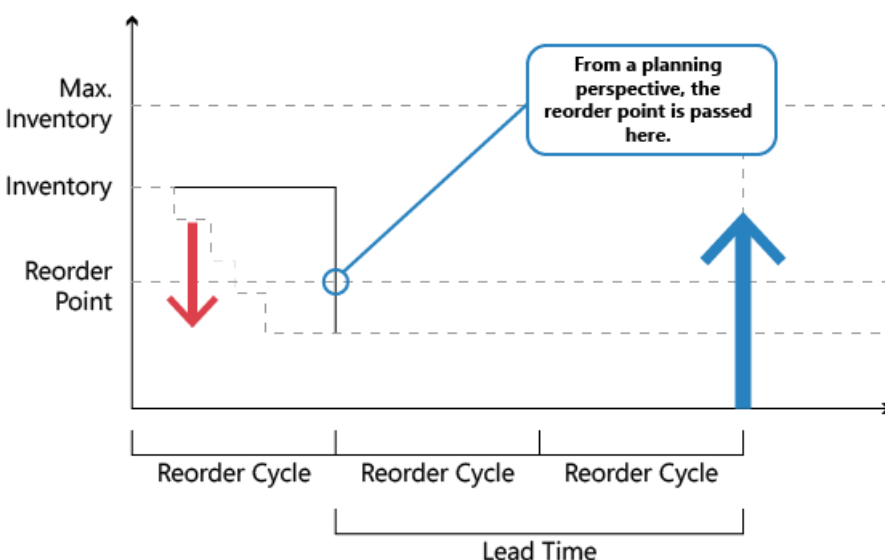 From a planning
perspective, the
reorder point is passed
here.
Max.
Inventory
Inventory
Reorder
Point
Reorder Cycle
Reorder Cycle
Reorder Cycle
Lead Time